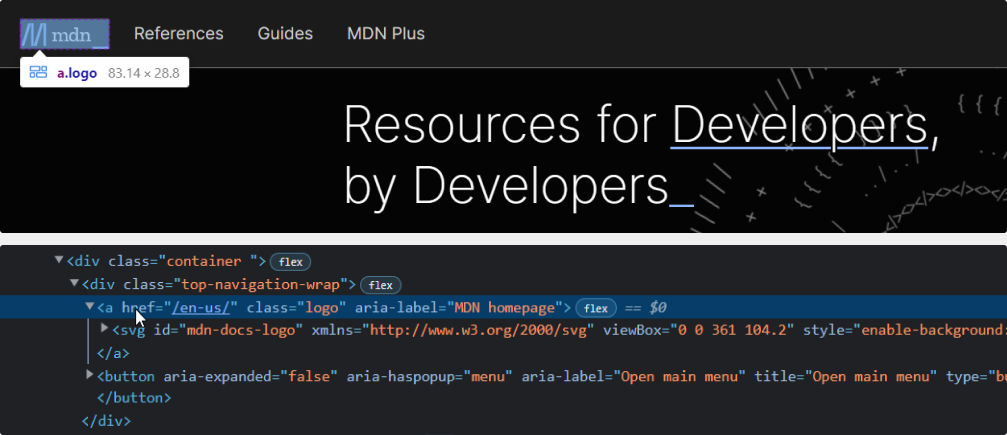 mdn_ References Guides MDN Plus
a.logo 83.14 × 28.8
Resources for Developers,
by Developers_
<div class="container "> flex
<div class="top-navigation-wrap"> flex
<a href="/en-us/" class="logo" aria-label="MDN homepage"> flex == $0
<svg id="mdn-docs-logo" xmlns="http://www.w3.org/2000/svg" viewBox="0 0 361 104.2" style="enable-background:
</a>
<button aria-expanded="false" aria-haspopup="menu" aria-label="Open main menu" title="Open main menu" type="bu
</button>
</div>